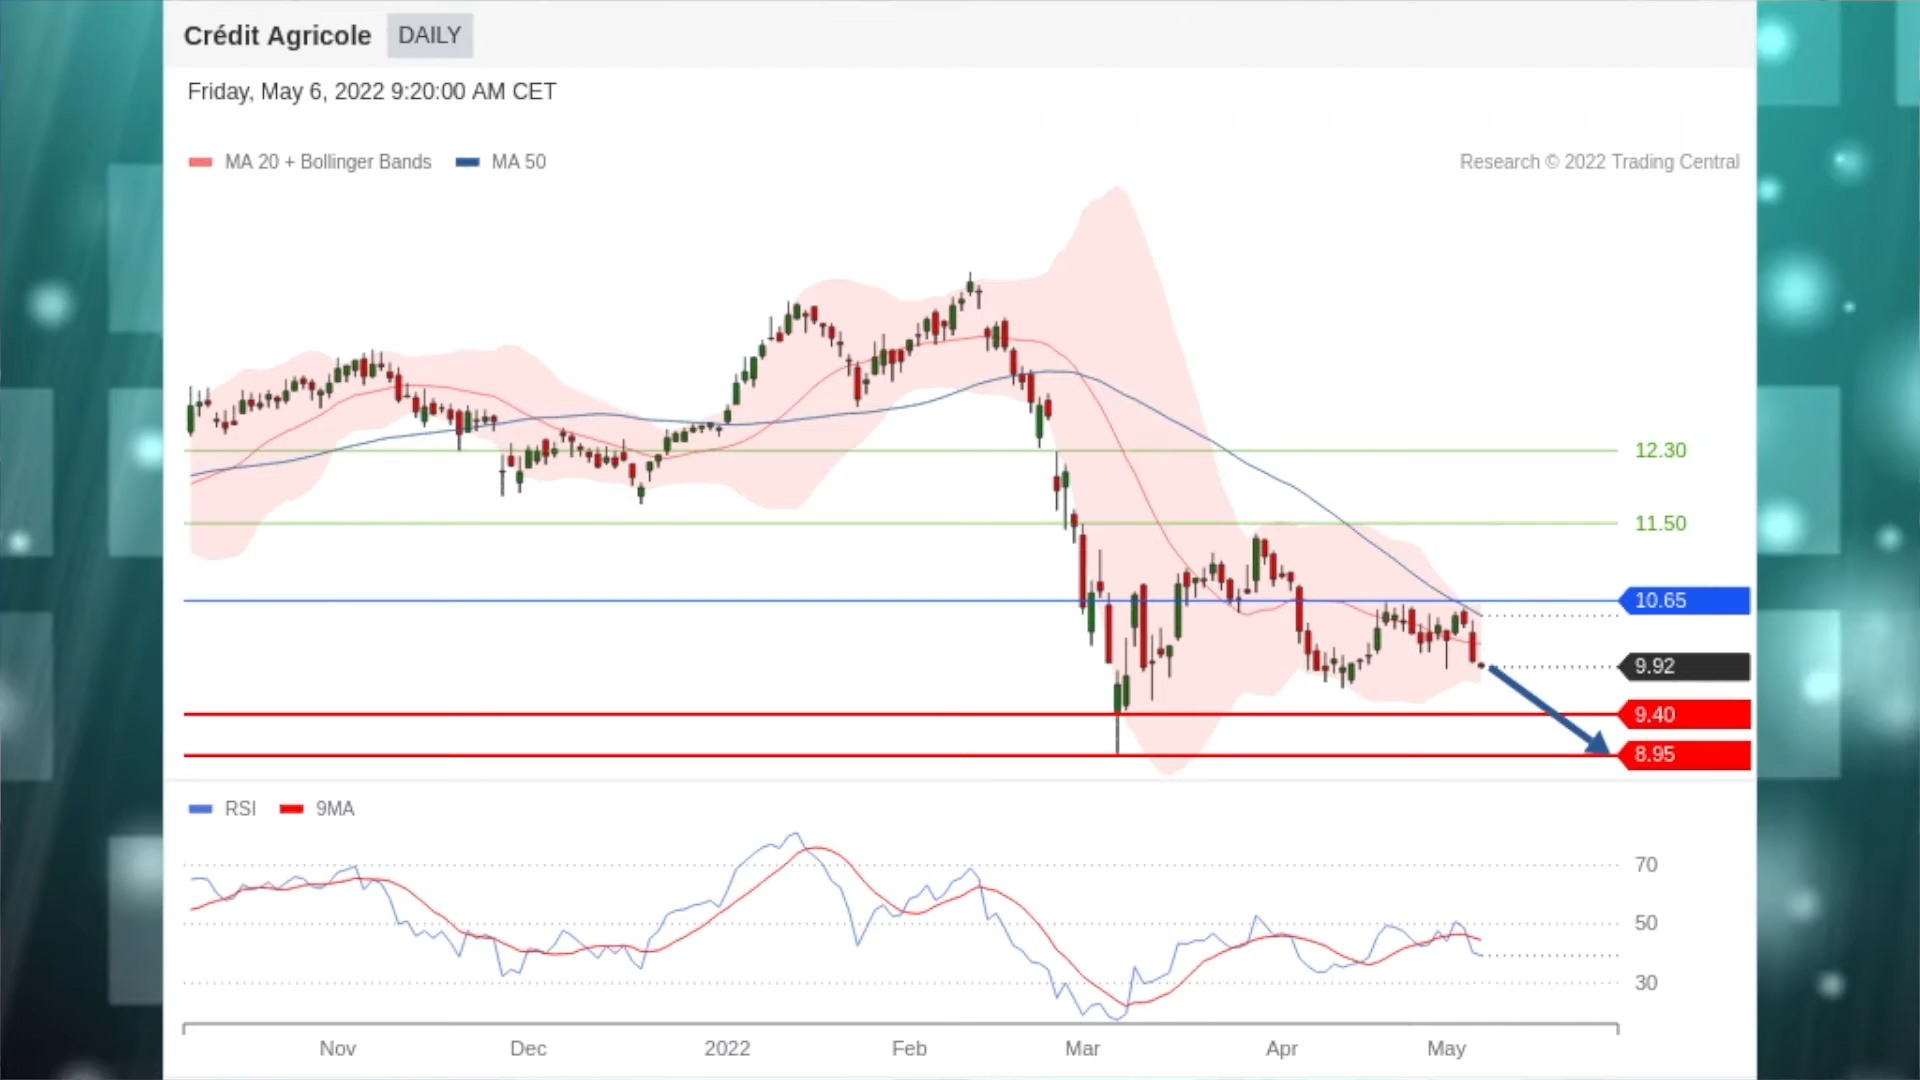 Crédit Agricole DAILY
Friday, May 6, 2022 9:20:00 AM CET
MA 20 + Bollinger Bands MA 50 Research © 2022 Trading Central
12.30
11.50
10.65
9.92
9.40
8.95
RSI 9MA
70
50
30
Nov Dec 2022 Feb Mar Apr May